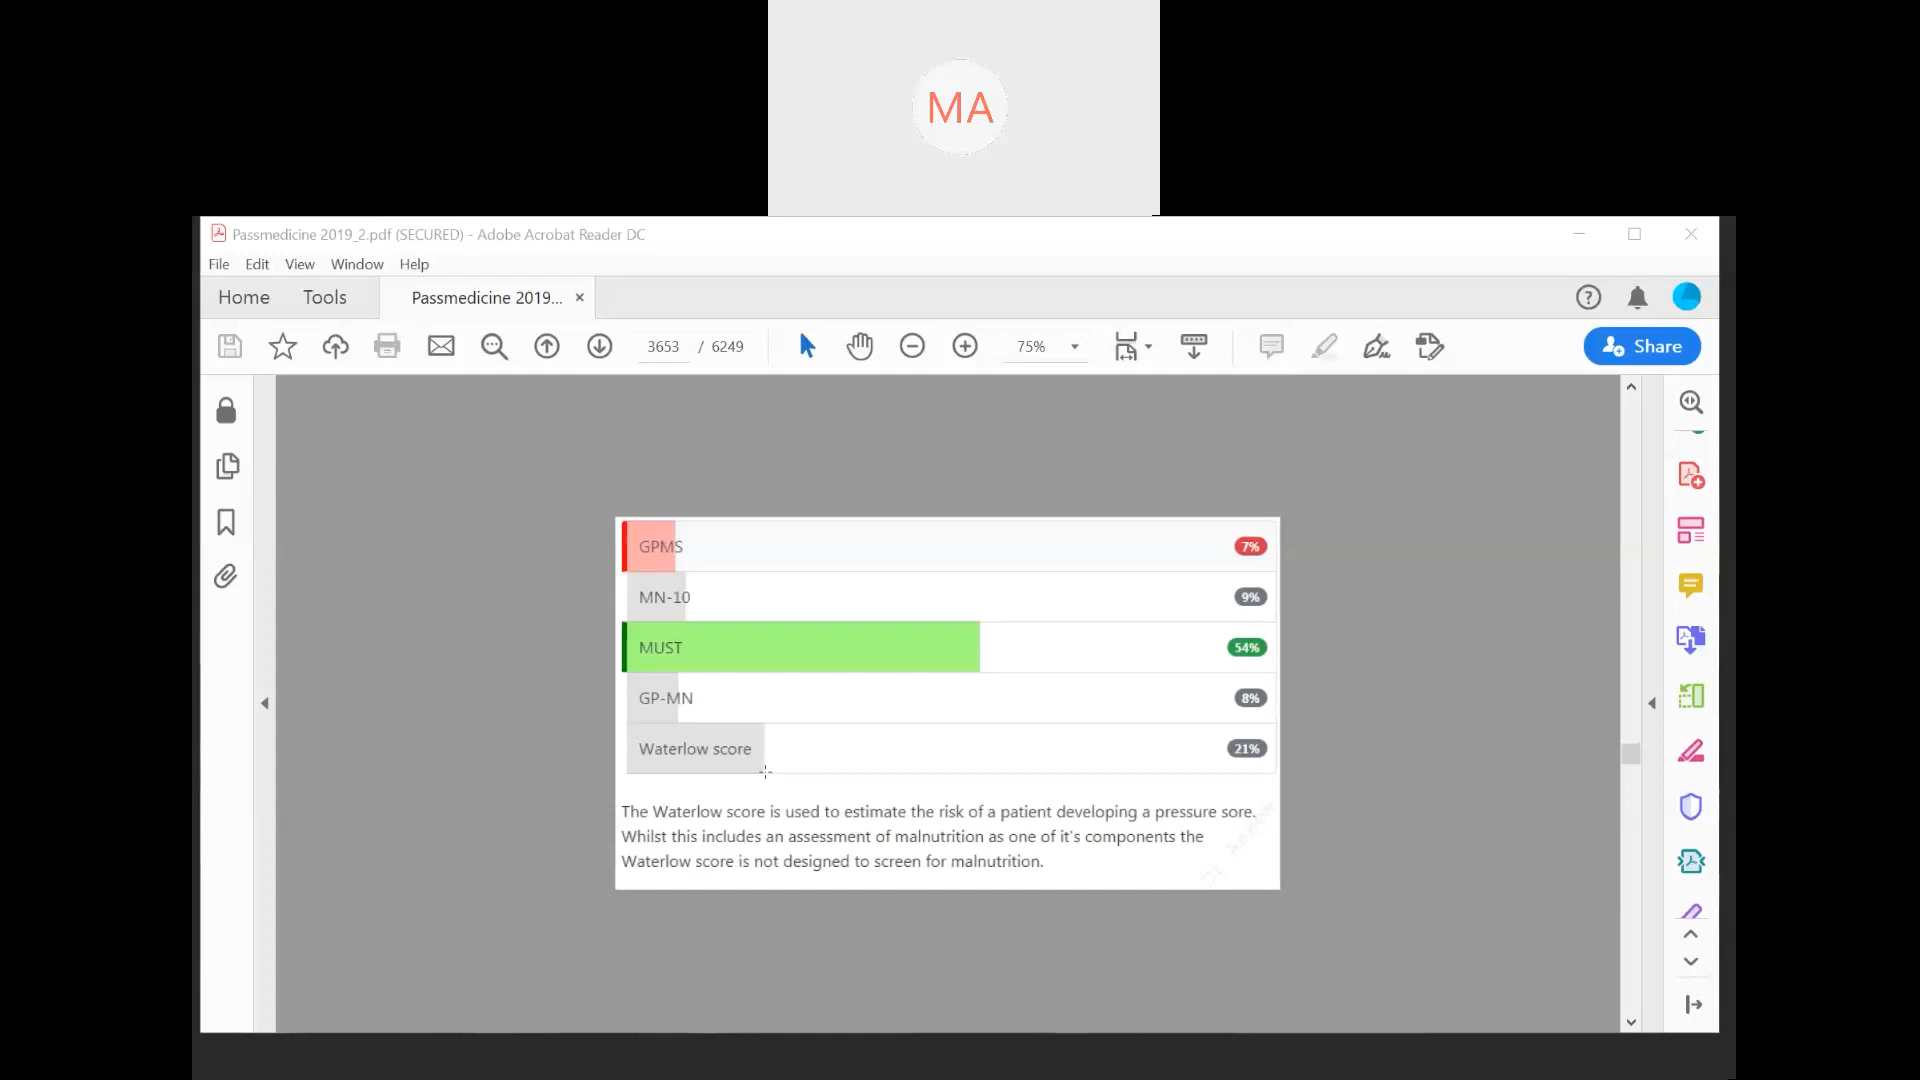 MA
Passmedicine 2019_2.pdf (SECURED) - Adobe Acrobat Reader DC
File Edit View Window Help
Home Tools Passmedicine 2019... ×
3653 / 6249 75% Share
GPMS 7%
MN-10 9%
MUST 54%
GP-MN 8%
Waterlow score 21%
The Waterlow score is used to estimate the risk of a patient developing a pressure sore.
Whilst this includes an assessment of malnutrition as one of it's components the
Waterlow score is not designed to screen for malnutrition.